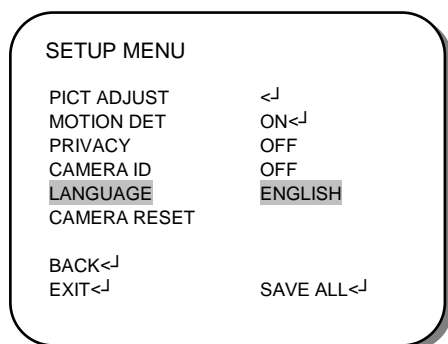 SETUP MENU
PICT ADJUST <┘
MOTION DET ON<┘
PRIVACY OFF
CAMERA ID OFF
LANGUAGE ENGLISH
CAMERA RESET
BACK<┘
EXIT<┘ SAVE ALL<┘